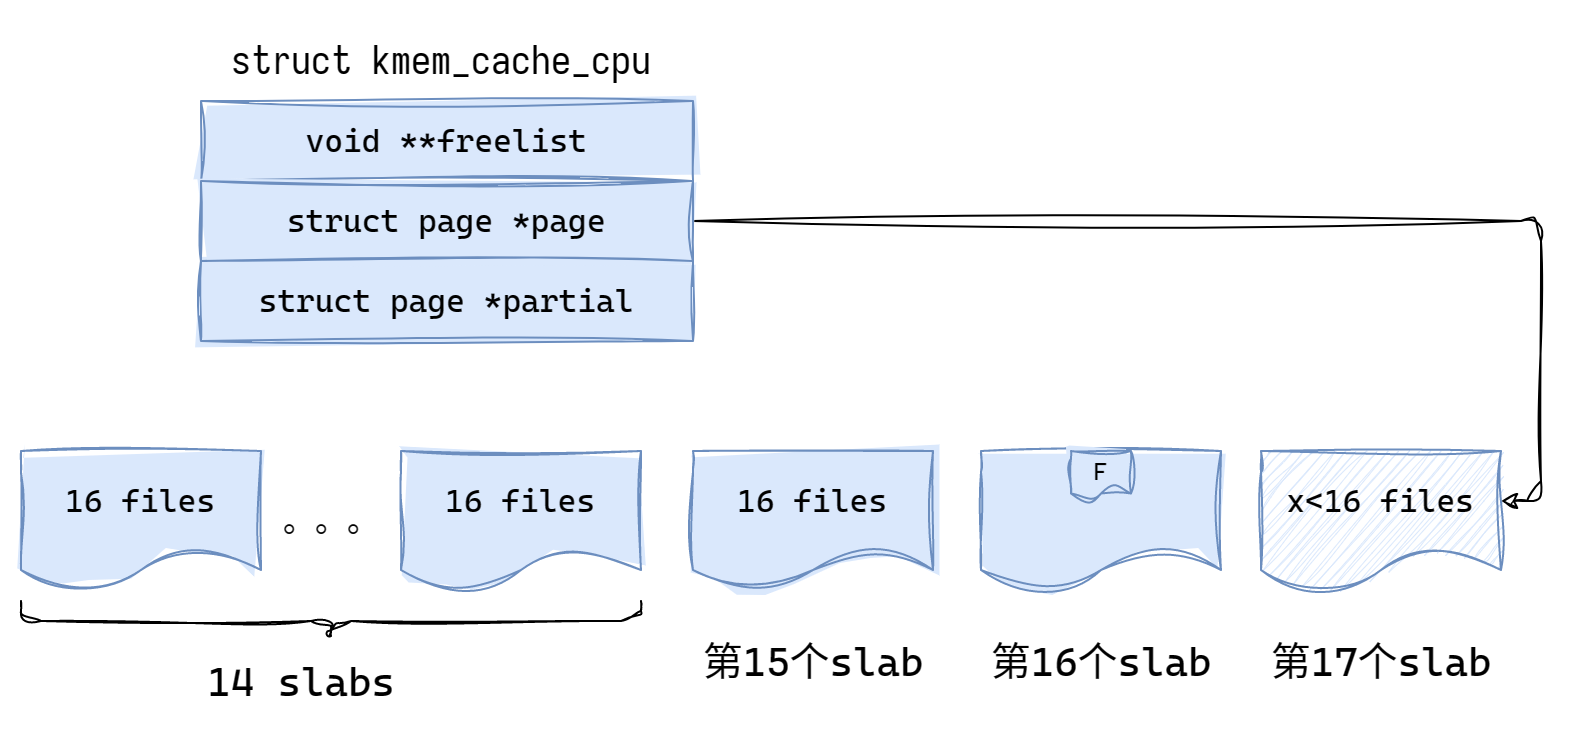 struct kmem_cache_cpu
void **freelist
struct page *page
struct page *partial
16 files
16 files
16 files
F
x<16 files
14 slabs
第15个slab
第16个slab
第17个slab